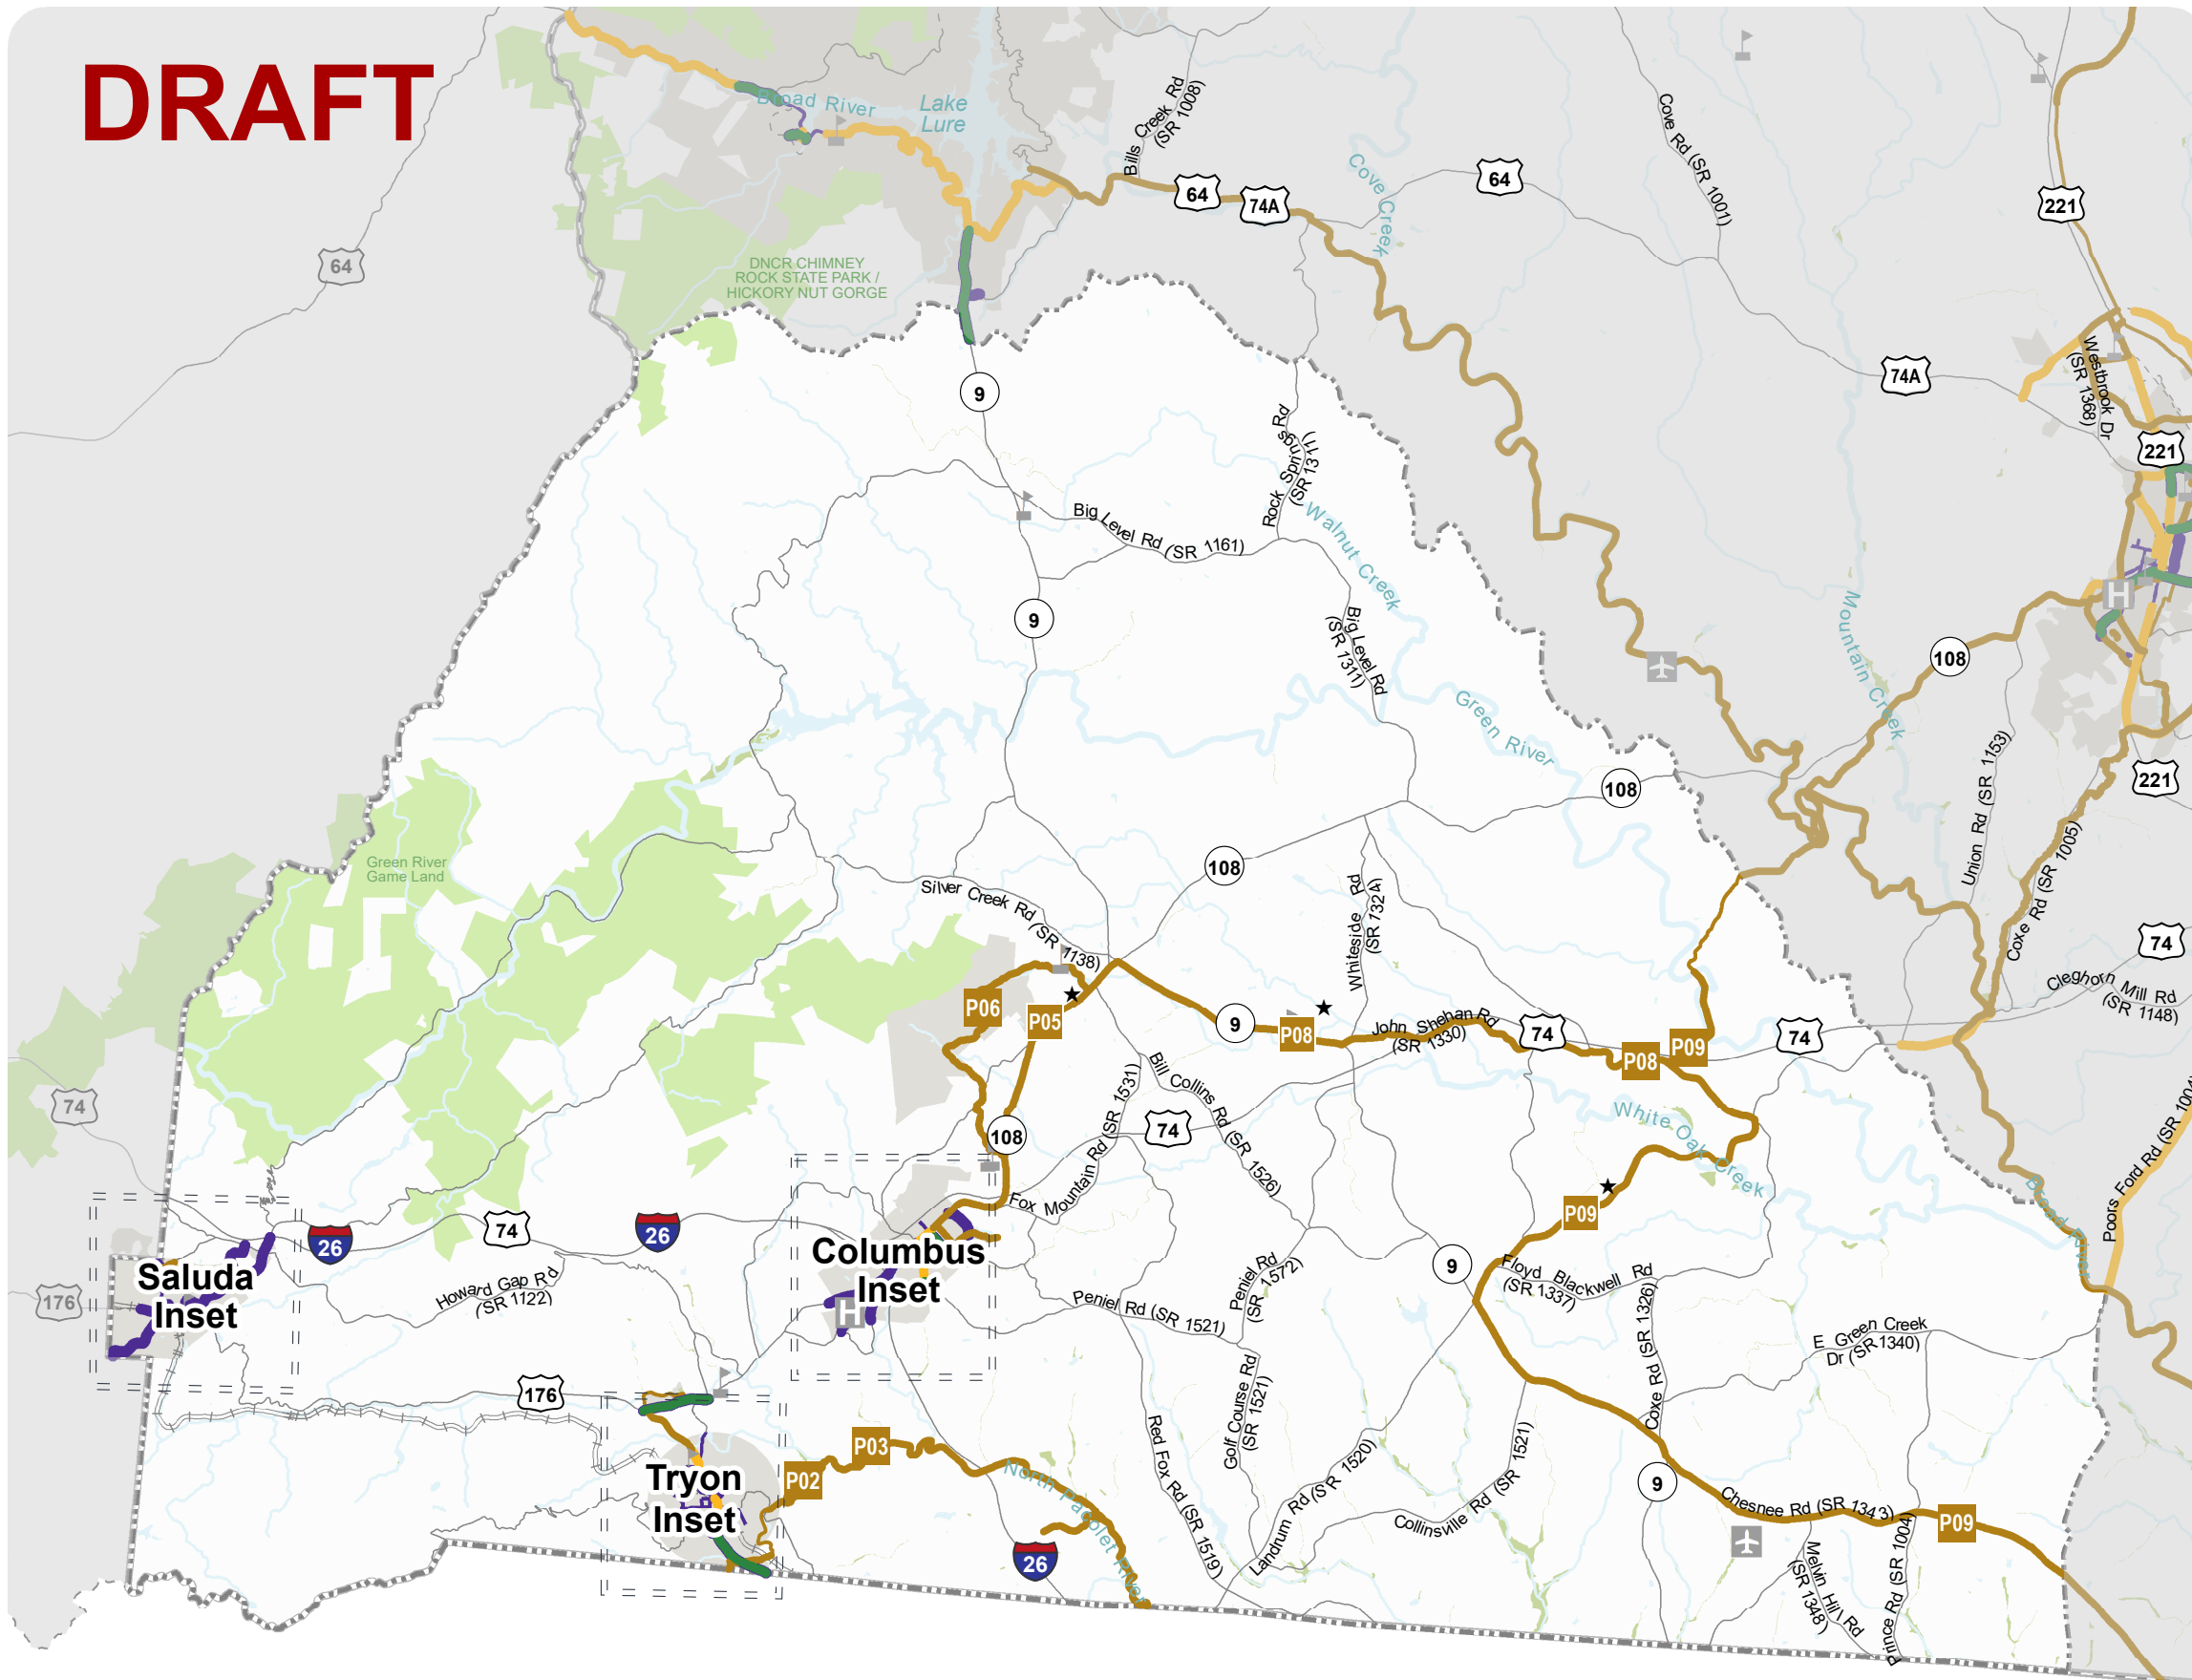 DRAFT
Broad River
Lake
Lure
Bills Creek Rd
(SR 1008)
Cove Rd (SR 1001)
64
74A
64
221
Cove Creek
64
DNCR CHIMNEY
ROCK STATE PARK /
HICKORY NUT GORGE
Westbrook Dr
(SR 1368)
74A
9
221
Rock Springs Rd
(SR 1311)
Big Level Rd (SR 1161)
Walnut Creek
9
Big Level Rd
(SR 1311)
H
Mountain Creek
108
Green River
108
Union Rd (SR 1153)
221
Green River
Game Land
108
Silver Creek Rd (SR 1138)
Whiteside Rd
(SR 1324)
Coxe Rd (SR 1005)
74
Cleghorn Mill Rd
(SR 1148)
P06
P05
9
P08
John Shehan Rd
(SR 1330)
74
P08
P09
74
74
108
Fox Mountain Rd (SR 1531)
Bill Collins Rd (SR 1526)
74
White Oak Creek
Poors Ford Rd (SR 1004)
Broad River
P09
26
74
26
Columbus
Inset
H
Saluda
Inset
176
Howard Gap Rd
(SR 1122)
Peniel Rd (SR 1521)
Peniel Rd
(SR 1572)
9
Floyd Blackwell Rd
(SR 1337)
Coxe Rd (SR 1326)
E Green Creek
Dr (SR 1340)
176
Golf Course Rd
(SR 1521)
Red Fox Rd (SR 1519)
P03
P02
Tryon
Inset
North Pacolet River
26
Landrum Rd (SR 1520)
Collinsville Rd (SR 1521)
9
Chesnee Rd (SR 1343)
P09
Melvin Hill Rd
(SR 1348)
Prince Rd (SR 1004)